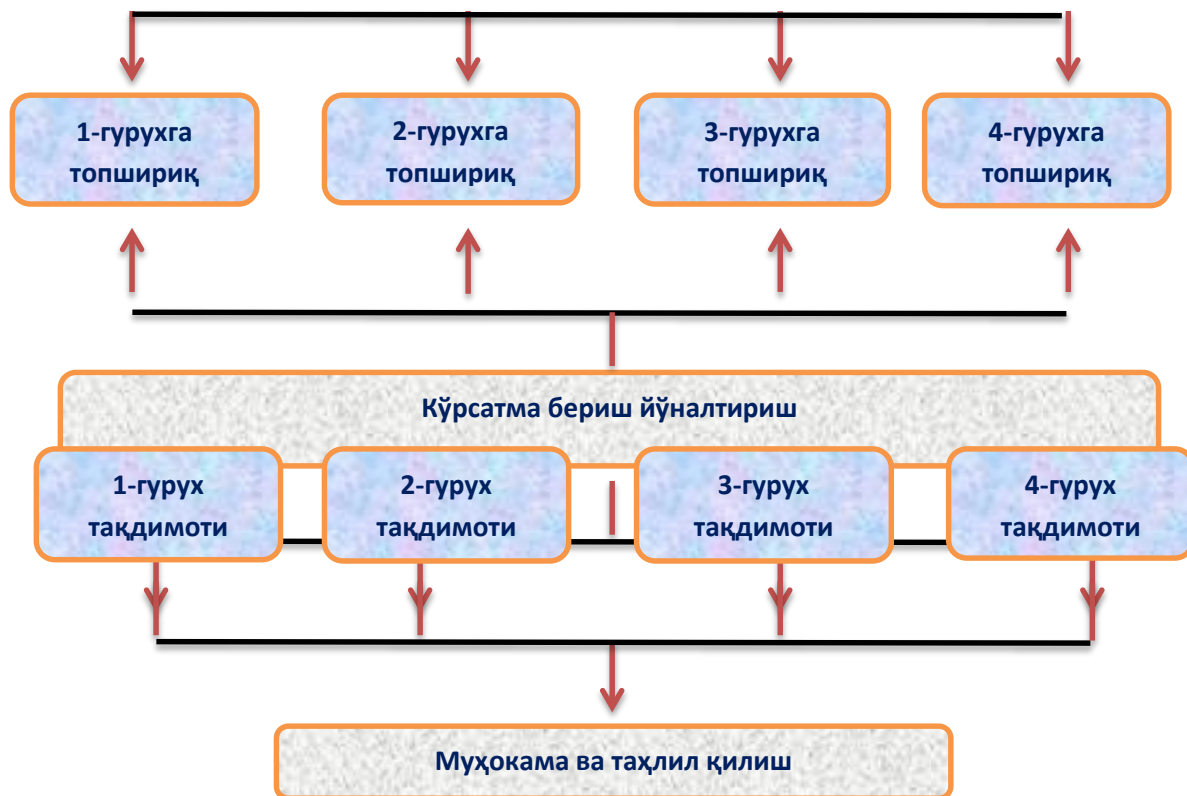 1-гурухга
топшириқ
2-гурухга
топшириқ
3-гурухга
топшириқ
4-гурухга
топшириқ
Кўрсатма бериш йўналтириш
1-гурух
тақдимоти
2-гурух
тақдимоти
3-гурух
тақдимоти
4-гурух
тақдимоти
Муҳокама ва таҳлил қилиш